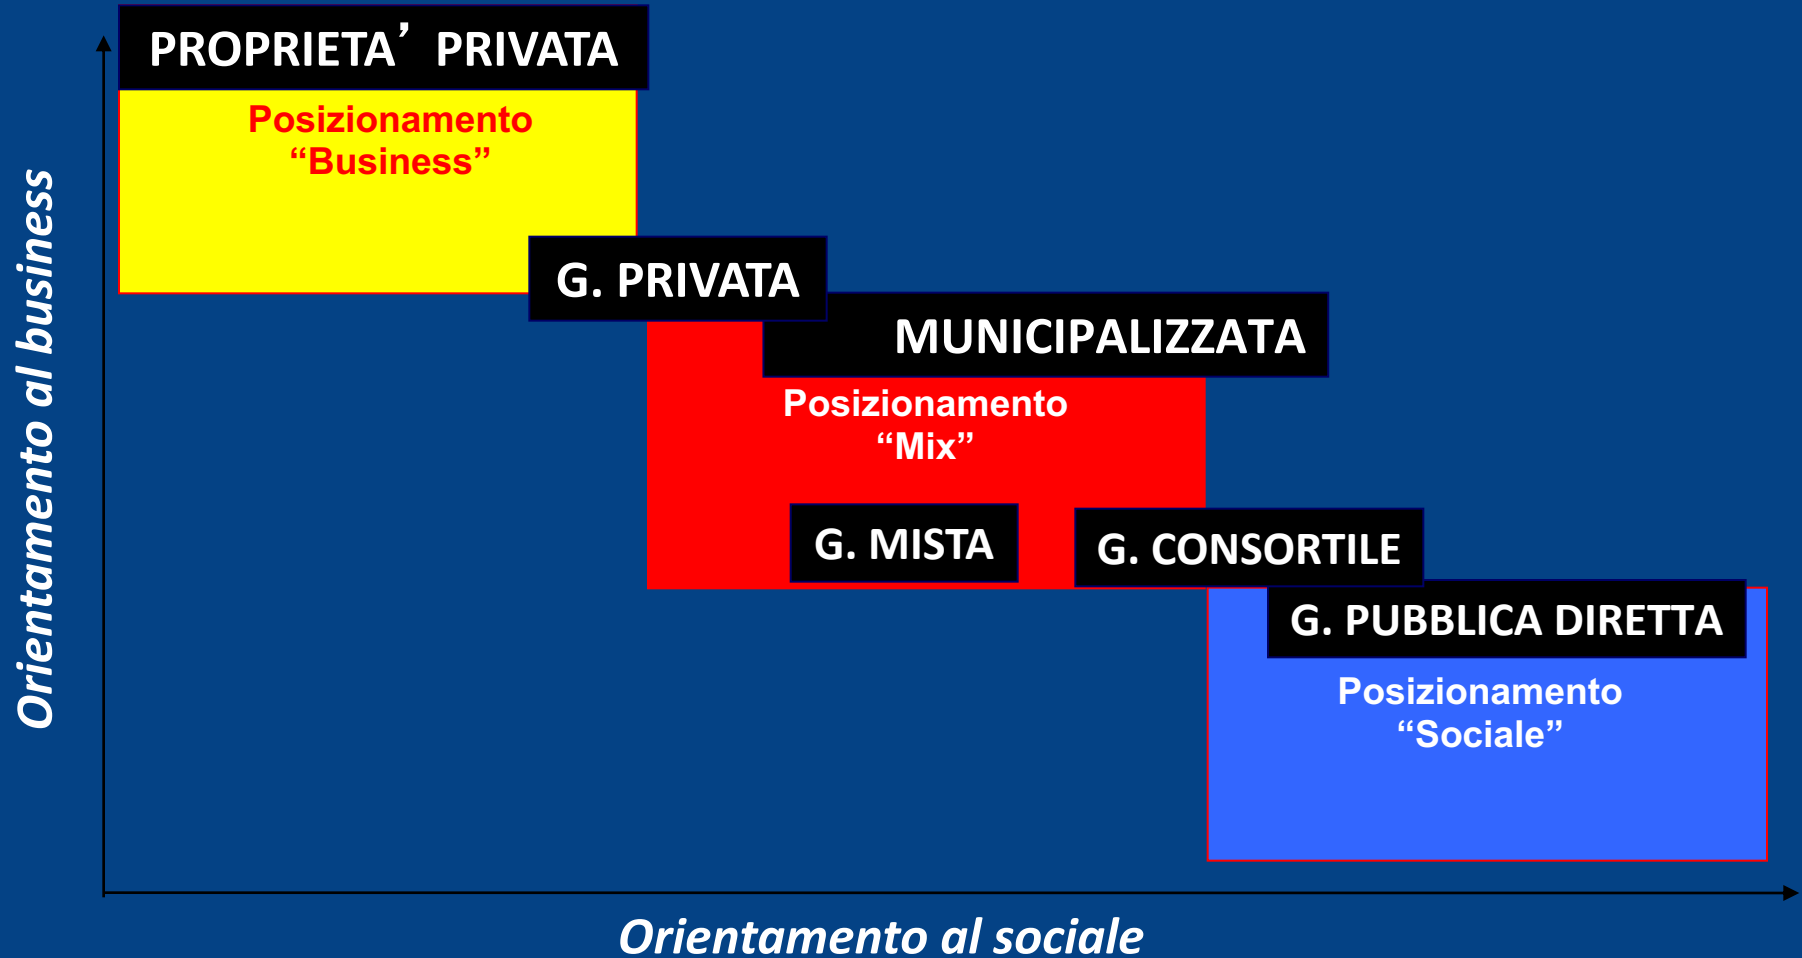 PROPRIETA’ PRIVATA
Posizionamento
“Business”
G. PRIVATA
MUNICIPALIZZATA
Posizionamento
“Mix”
G. MISTA
G. CONSORTILE
G. PUBBLICA DIRETTA
Posizionamento
“Sociale”
Orientamento al business
Orientamento al sociale